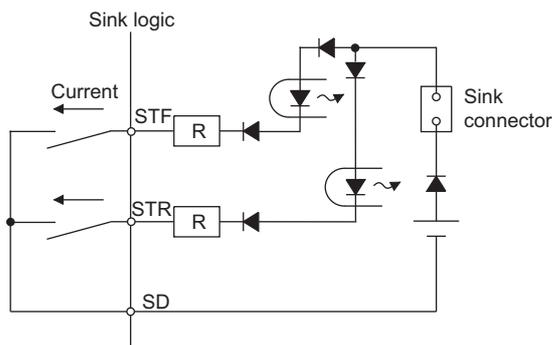 Sink logic
Current
STF
R
Sink
connector
STR
R
SD